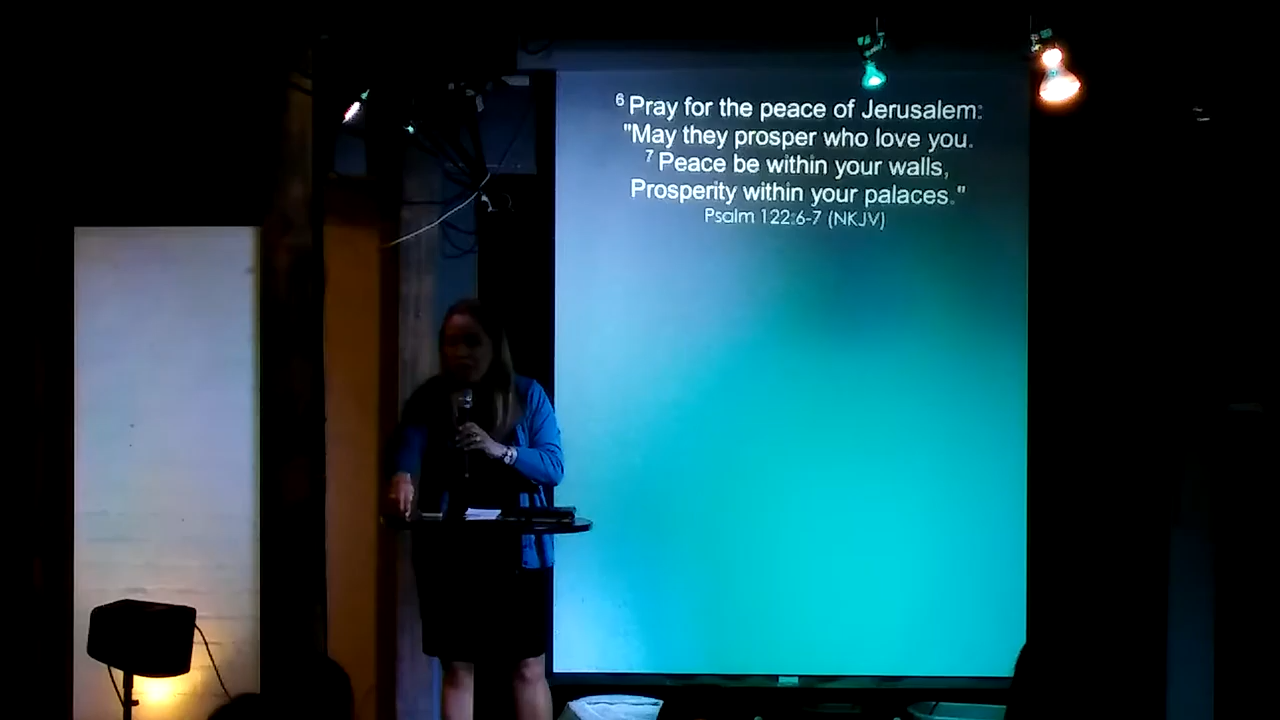 6 Pray for the peace of Jerusalem:
"May they prosper who love you.
7 Peace be within your walls,
Prosperity within your palaces."
Psalm 122:6-7 (NKJV)